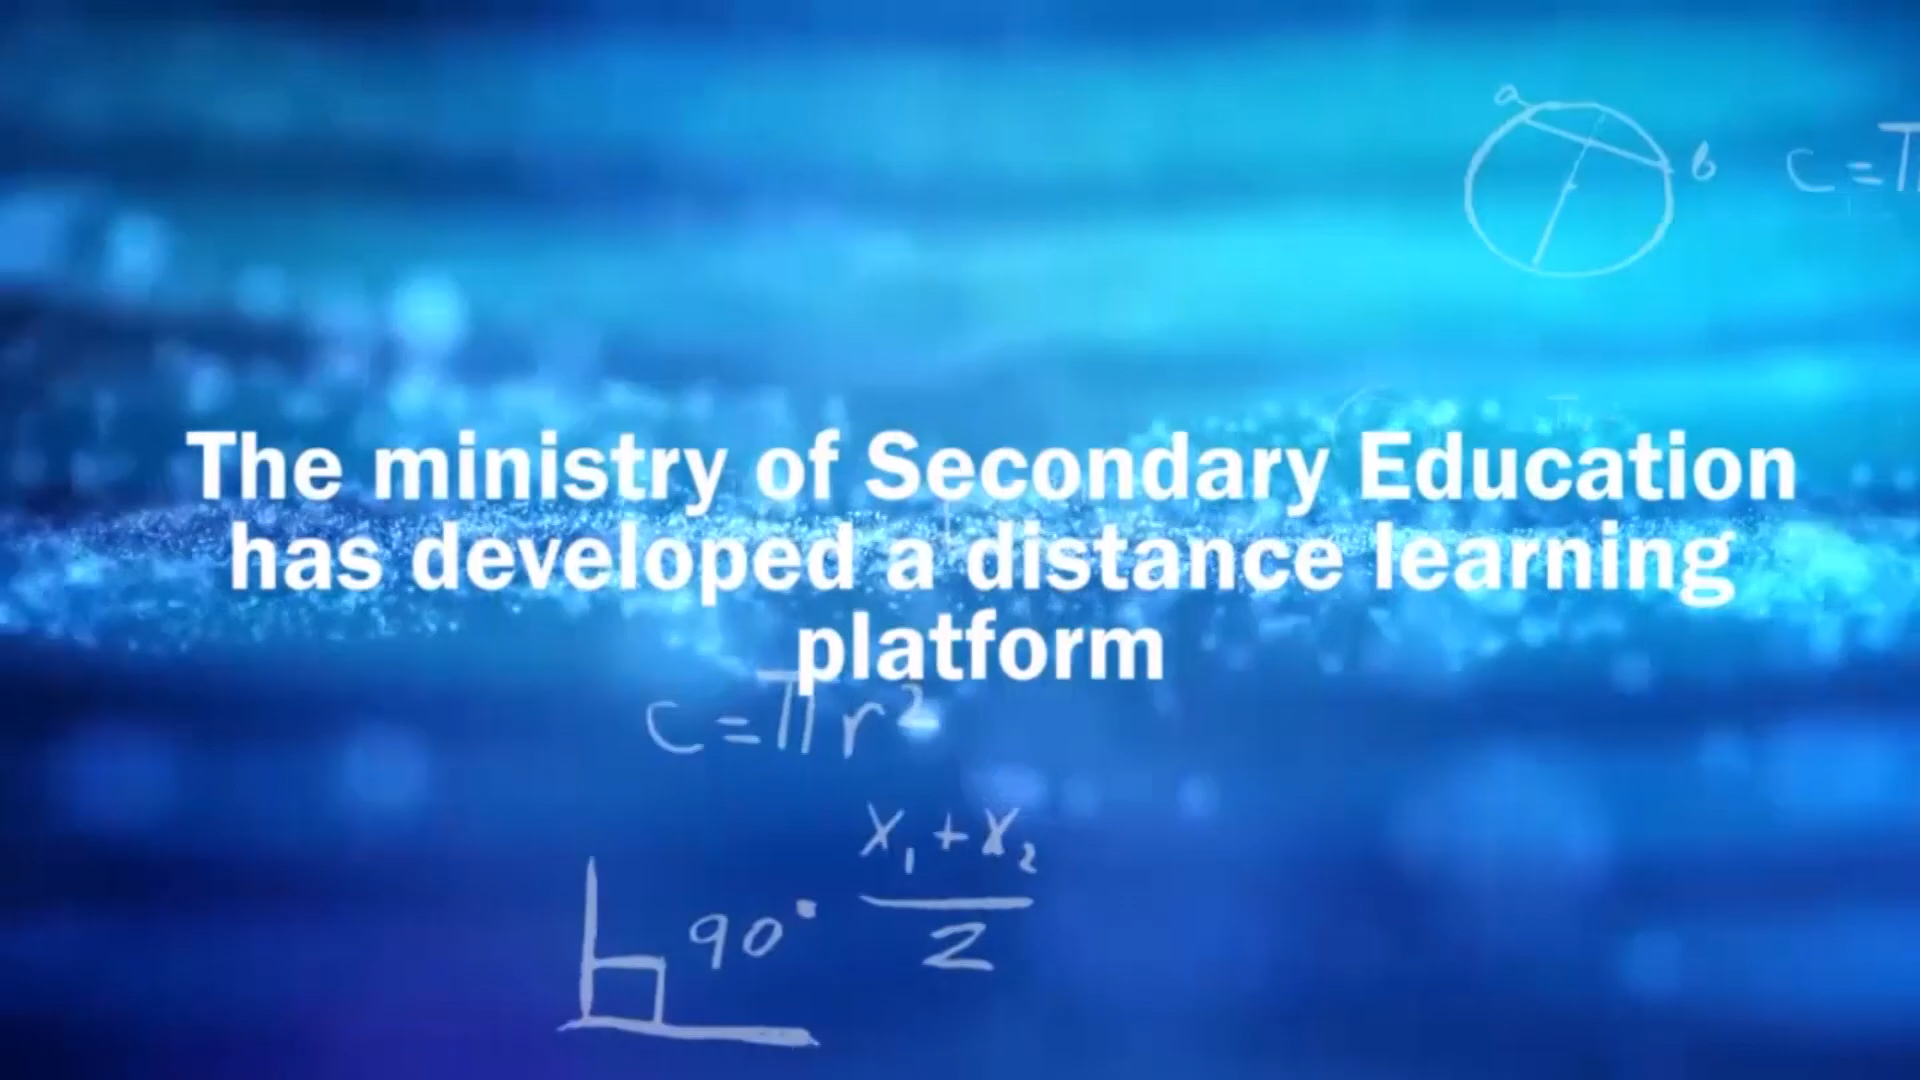 a
b
C=π
The ministry of Secondary Education
has developed a distance learning
platform
C=πr²
X₁+X₂
90°
2